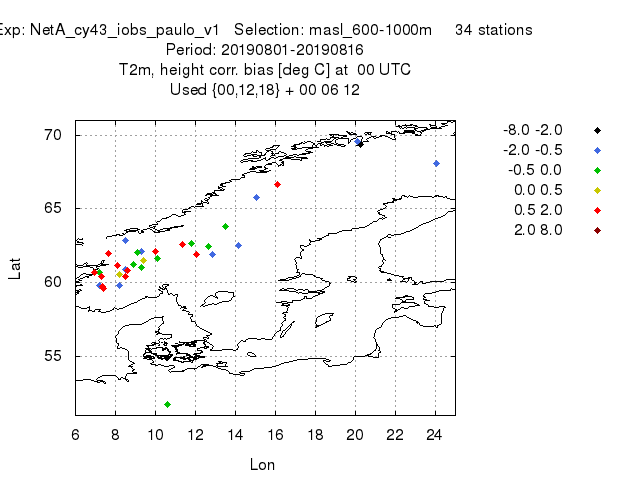 Exp: NetA_cy43_iobs_paulo_v1 Selection: masl_600-1000m 34 stations
Period: 20190801-20190816
T2m, height corr. bias [deg C] at 00 UTC
Used {00,12,18} + 00 06 12
-8.0 -2.0
-2.0 -0.5
-0.5 0.0
0.0 0.5
0.5 2.0
2.0 8.0
70
65
60
55
Lat
6 8 10 12 14 16 18 20 22 24
Lon